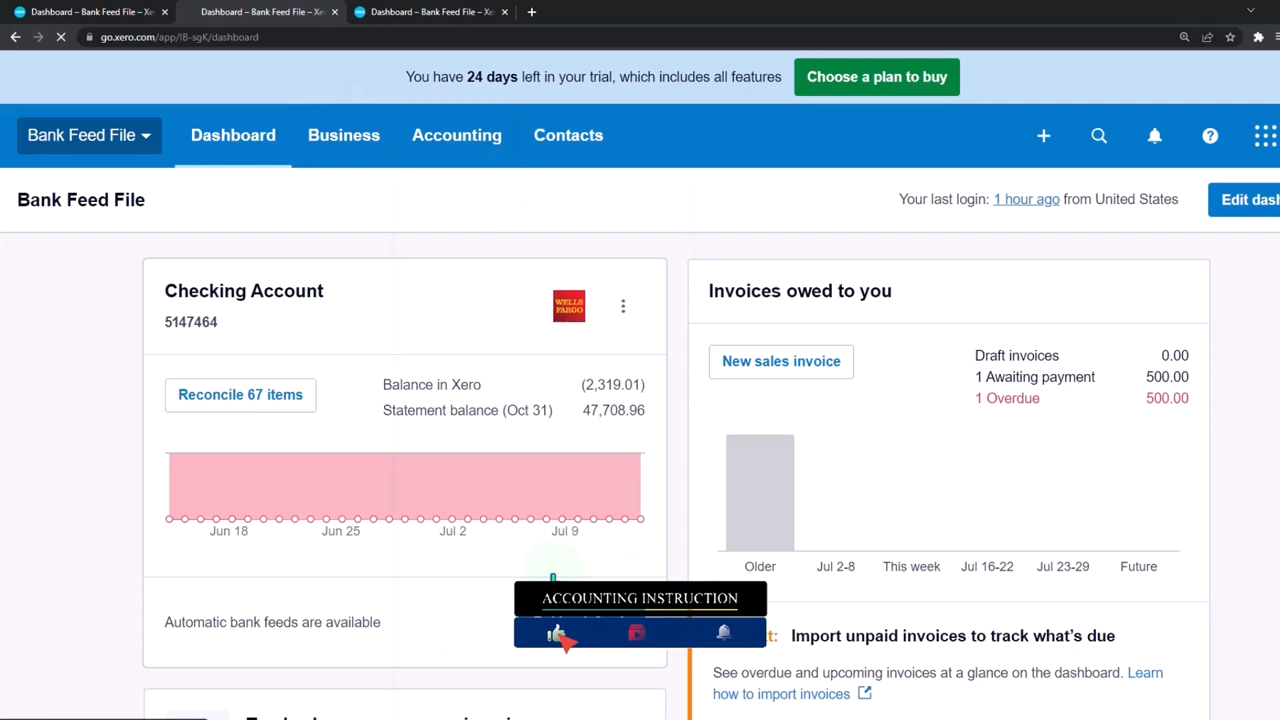 Dashboard – Bank Feed File – Xe
Dashboard – Bank Feed File – Xe
Dashboard – Bank Feed File – Xe
go.xero.com/app/!B-sgK/dashboard
You have 24 days left in your trial, which includes all features
Choose a plan to buy
Bank Feed File
Dashboard
Business
Accounting
Contacts
Bank Feed File
Your last login: 1 hour ago from United States
Edit dash
Checking Account
5147464
WELLS
FARGO
Reconcile 67 items
Balance in Xero (2,319.01)
Statement balance (Oct 31) 47,708.96
Jun 18 Jun 25 Jul 2 Jul 9
Automatic bank feeds are available
Invoices owed to you
New sales invoice
Draft invoices 0.00
1 Awaiting payment 500.00
1 Overdue 500.00
Older Jul 2-8 This week Jul 16-22 Jul 23-29 Future
ACCOUNTING INSTRUCTION
t: Import unpaid invoices to track what's due
See overdue and upcoming invoices at a glance on the dashboard. Learn
how to import invoices